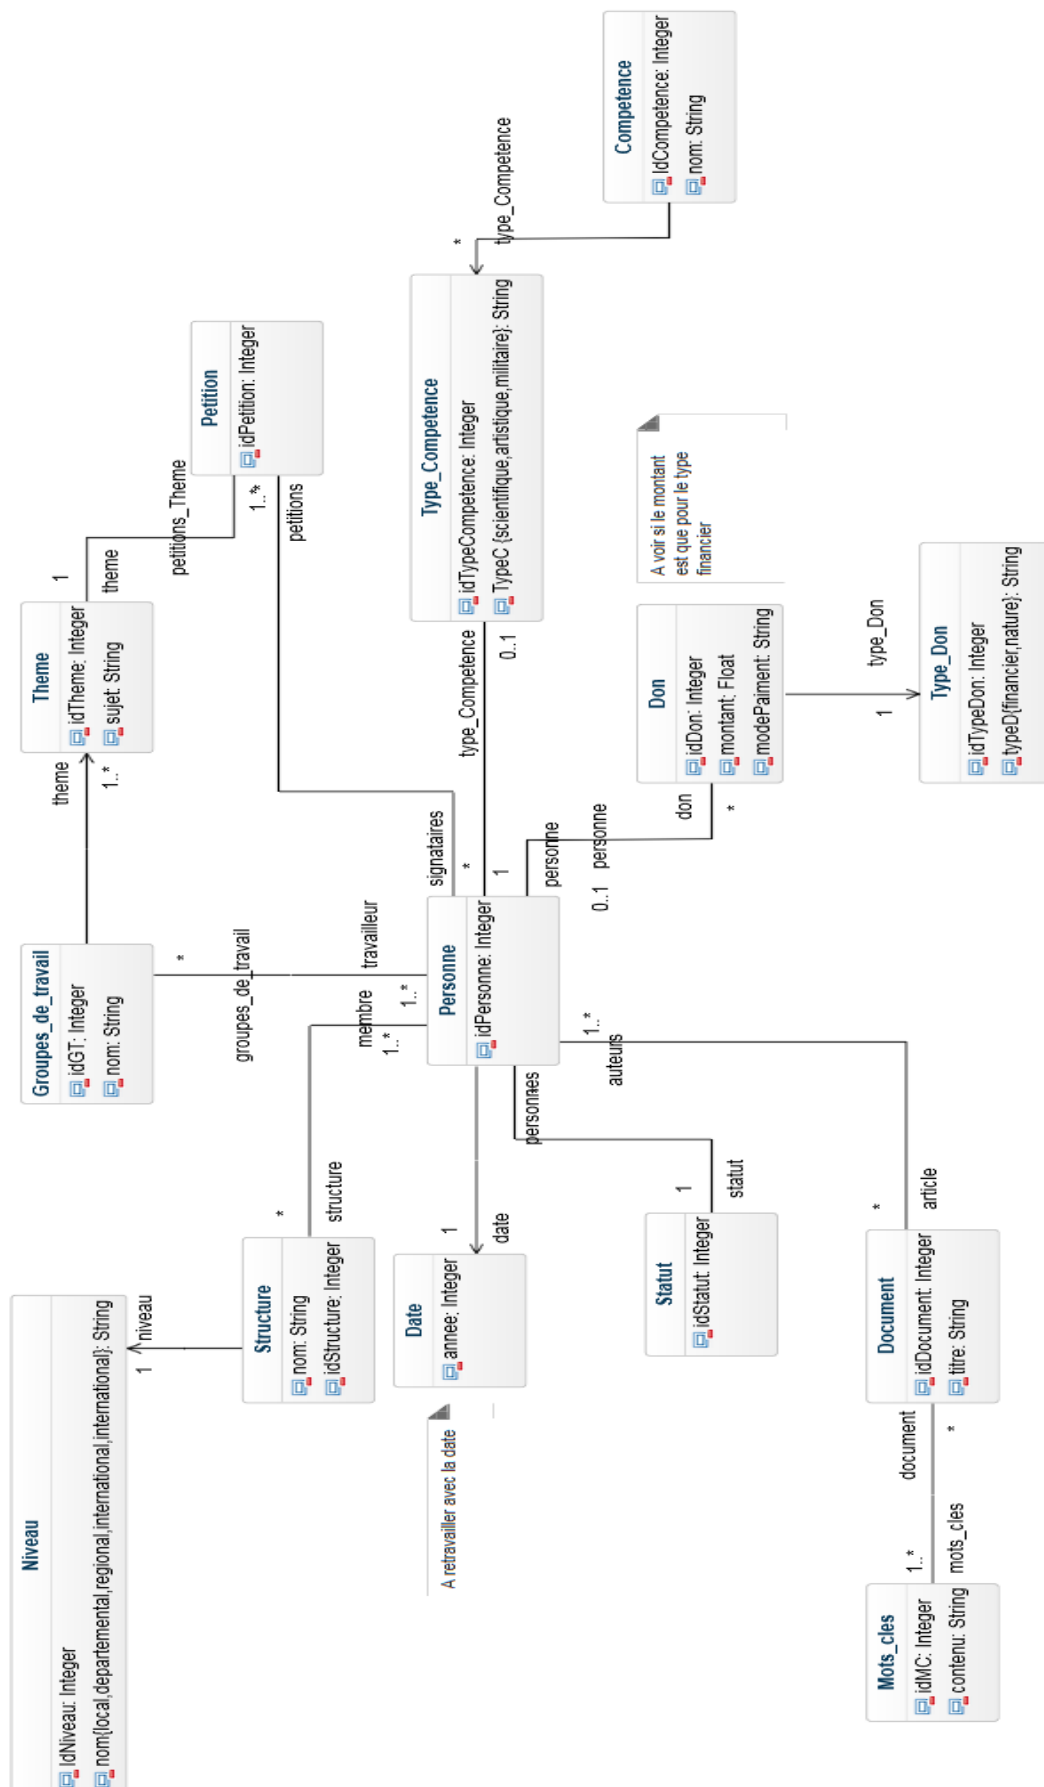 Niveau
IdNiveau: Integer
nom{local,departemental,regional,international,international}: String
1
niveau
Structure
nom: String
idStructure: Integer
*
structure
membre
1..*
Groupes_de_travail
idGT: Integer
nom: String
*
groupes_de_travail
travailleur
1..*
theme
1..*
Theme
idTheme: Integer
sujet: String
1
theme
petitions_Theme
*
Petition
idPetition: Integer
1..*
petitions
signataires
*
Personne
idPersonne: Integer
Date
annee: Integer
1
date
A retravailler avec la date
1
type_Competence
0..1
Type_Competence
idTypeCompetence: Integer
TypeC {scientifique,artistique,militaire}: String
*
type_Competence
Competence
IdCompetence: Integer
nom: String
personne
0..1
personne
don
*
Don
idDon: Integer
montant: Float
modePaiment: String
A voir si le montant
est que pour le type
financier
type_Don
1
Type_Don
idTypeDon: Integer
typeD{financier,nature}: String
personnes
*
1
statut
Statut
idStatut: Integer
1..*
auteurs
*
article
Document
idDocument: Integer
titre: String
document
*
1..*
mots_cles
Mots_cles
idMC: Integer
contenu: String